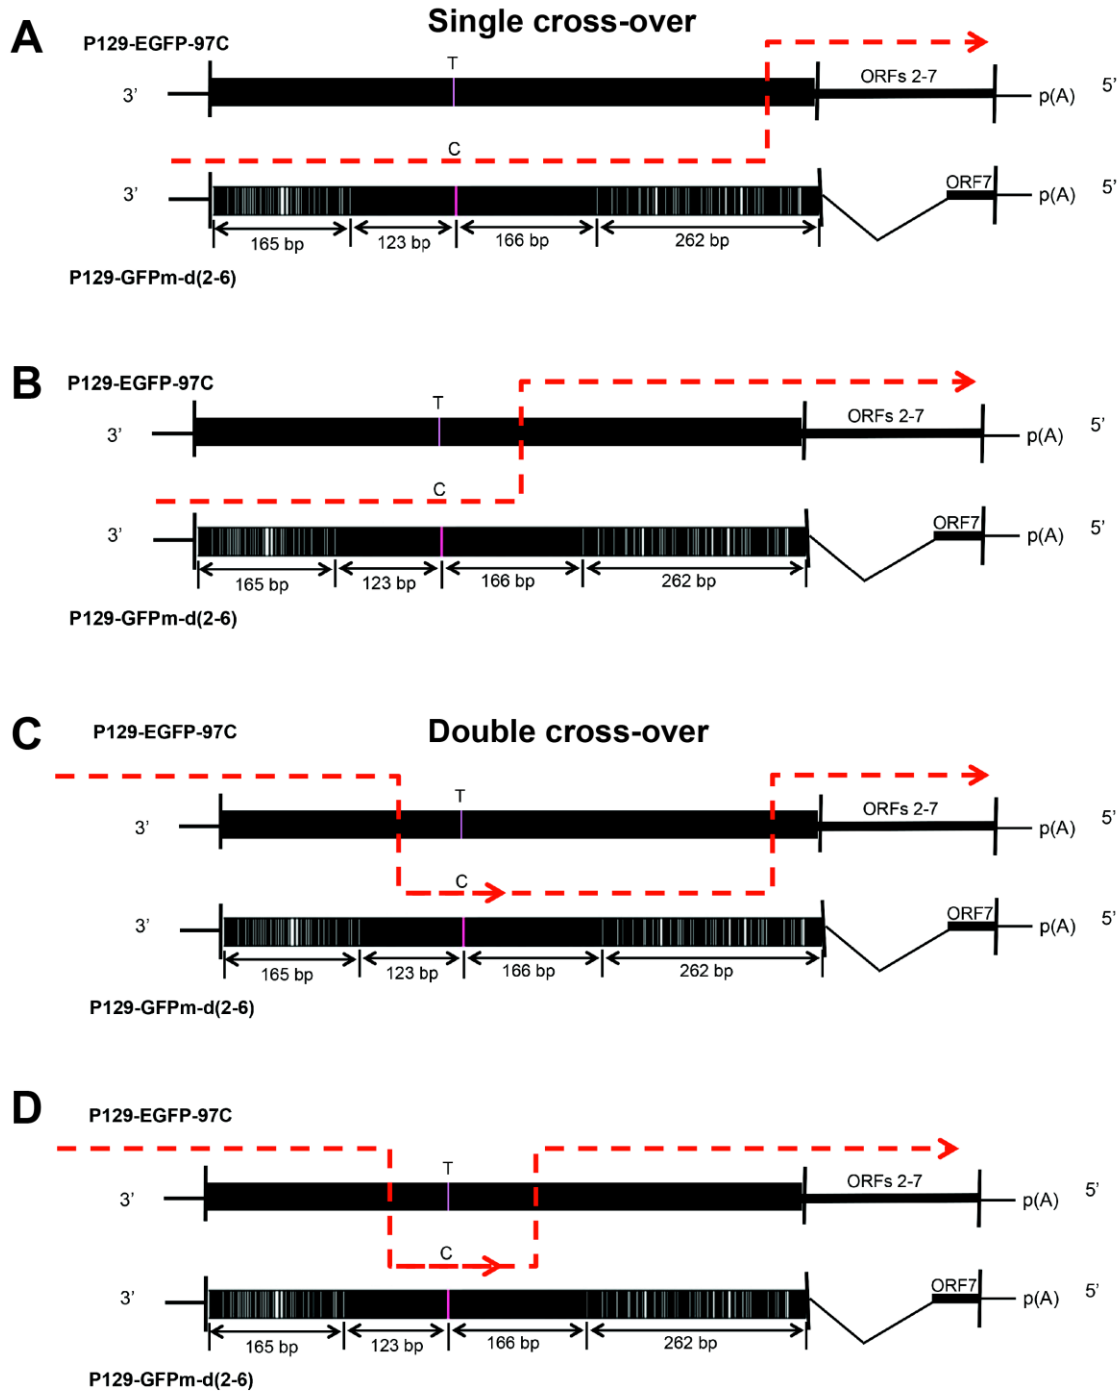 A
Single cross-over
P129-EGFP-97C
T
ORFs 2-7
3'
p(A)
5'
C
3'
ORF7
p(A)
5'
165 bp
123 bp
166 bp
262 bp
P129-GFPm-d(2-6)
B
P129-EGFP-97C
T
ORFs 2-7
3'
p(A)
5'
C
3'
ORF7
p(A)
5'
165 bp
123 bp
166 bp
262 bp
P129-GFPm-d(2-6)
C
P129-EGFP-97C
Double cross-over
T
ORFs 2-7
3'
p(A)
5'
C
3'
ORF7
p(A)
5'
165 bp
123 bp
166 bp
262 bp
P129-GFPm-d(2-6)
D
P129-EGFP-97C
T
ORFs 2-7
3'
p(A)
5'
C
3'
ORF7
p(A)
5'
165 bp
123 bp
166 bp
262 bp
P129-GFPm-d(2-6)